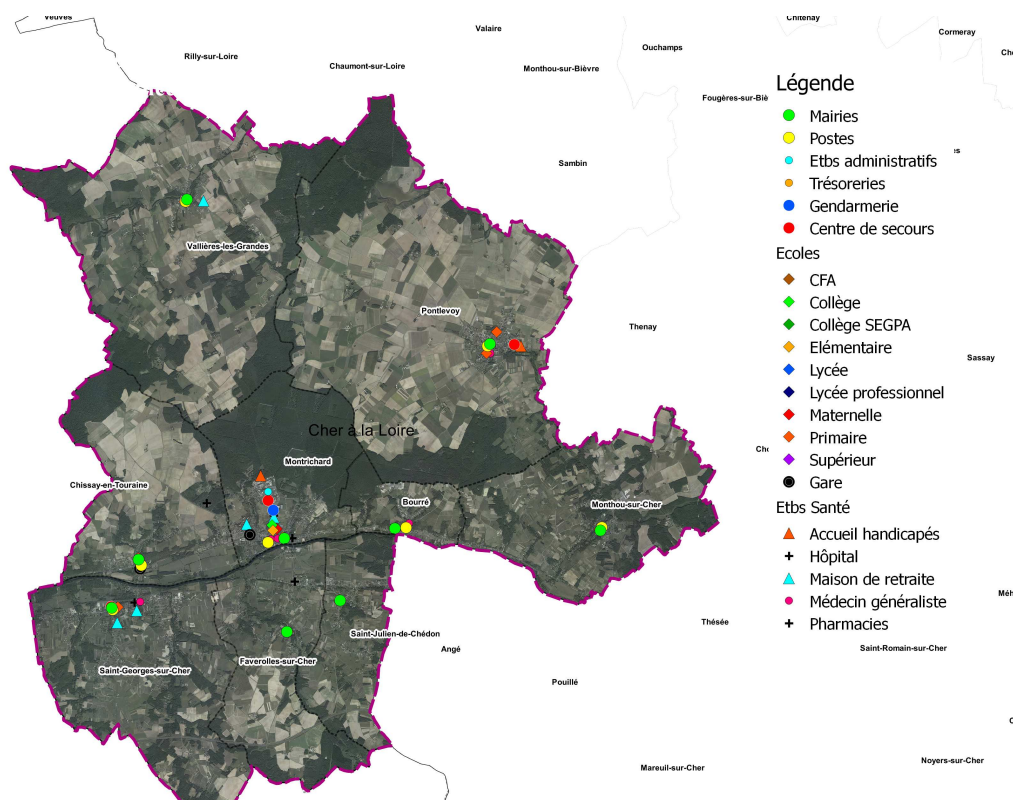 Veuves
Valaire
Chitenay
Cormeray
Ouchamps
Rilly-sur-Loire
Chaumont-sur-Loire
Monthou-sur-Bièvre
Fougères-sur-Biè
Sambin
Légende
Mairies
Postes
Etbs administratifs
Trésoreries
Gendarmerie
Centre de secours
Ecoles
CFA
Collège
Collège SEGPA
Elémentaire
Lycée
Lycée professionnel
Maternelle
Primaire
Supérieur
Gare
Etbs Santé
Accueil handicapés
Hôpital
Maison de retraite
Médecin généraliste
Pharmacies
Vallières-les-Grandes
Pontlevoy
Thenay
Sassay
Cher à la Loire
Montrichard
Chissay-en-Touraine
Bourré
Monthou-sur-Cher
Saint-Julien-de-Chédon
Faverolles-sur-Cher
Saint-Georges-sur-Cher
Angé
Thésée
Pouillé
Saint-Romain-sur-Cher
Mareuil-sur-Cher
Noyers-sur-Cher